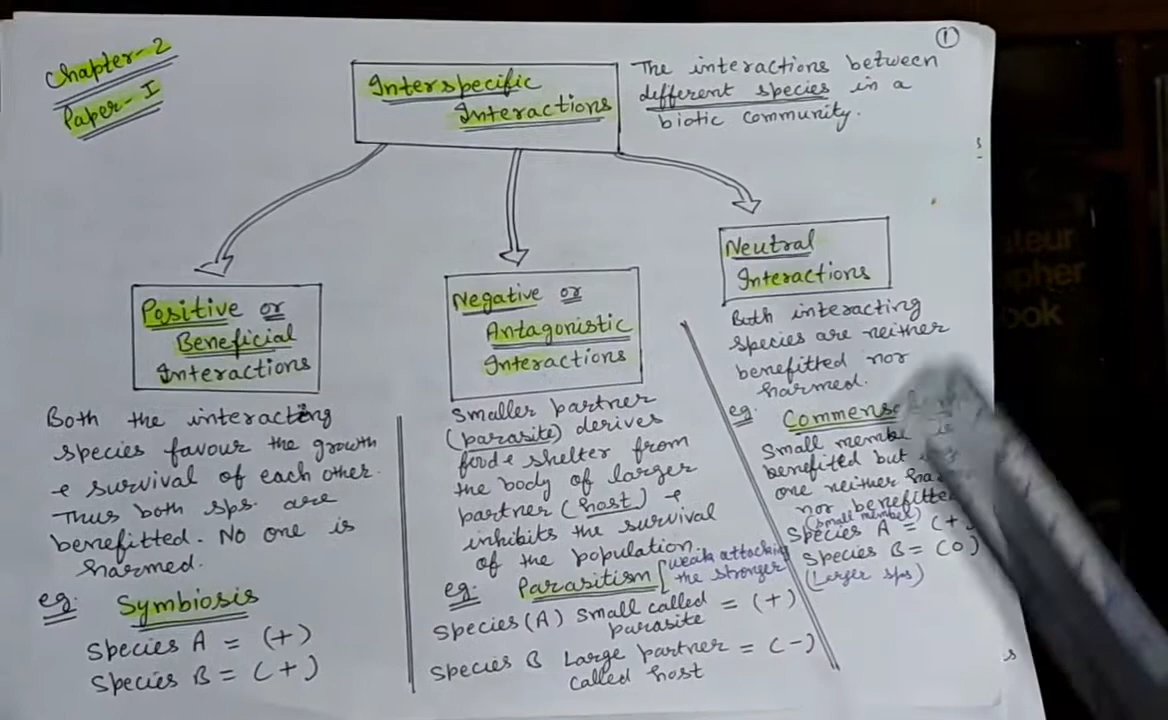 Chapter-2
Paper-I
1
Interspecific
Interactions
The interactions between
different species in a
biotic community.
Positive or
Beneficial
Interactions
Both the interacting
species favour the growth
& survival of each other.
Thus both sps. are
benefitted. No one is
harmed.
eg. Symbiosis
Species A = (+)
Species B = (+)
Negative or
Antagonistic
Interactions
Smaller partner
(parasite) derives
food & shelter from
the body of larger
partner (host) &
inhibits the survival
of the population
eg. Parasitism [weak attacking
the stronger
Species (A) Small called = (+)
parasite
Species B Large partner = (-)
called host
Neutral
Interactions
Both interacting
species are neither
benefitted nor
harmed.
eg.
Small
benefited but
one neither
nor
(small member)
Species A = (+)
Species B = (0)
(Larger sps)
s
ook